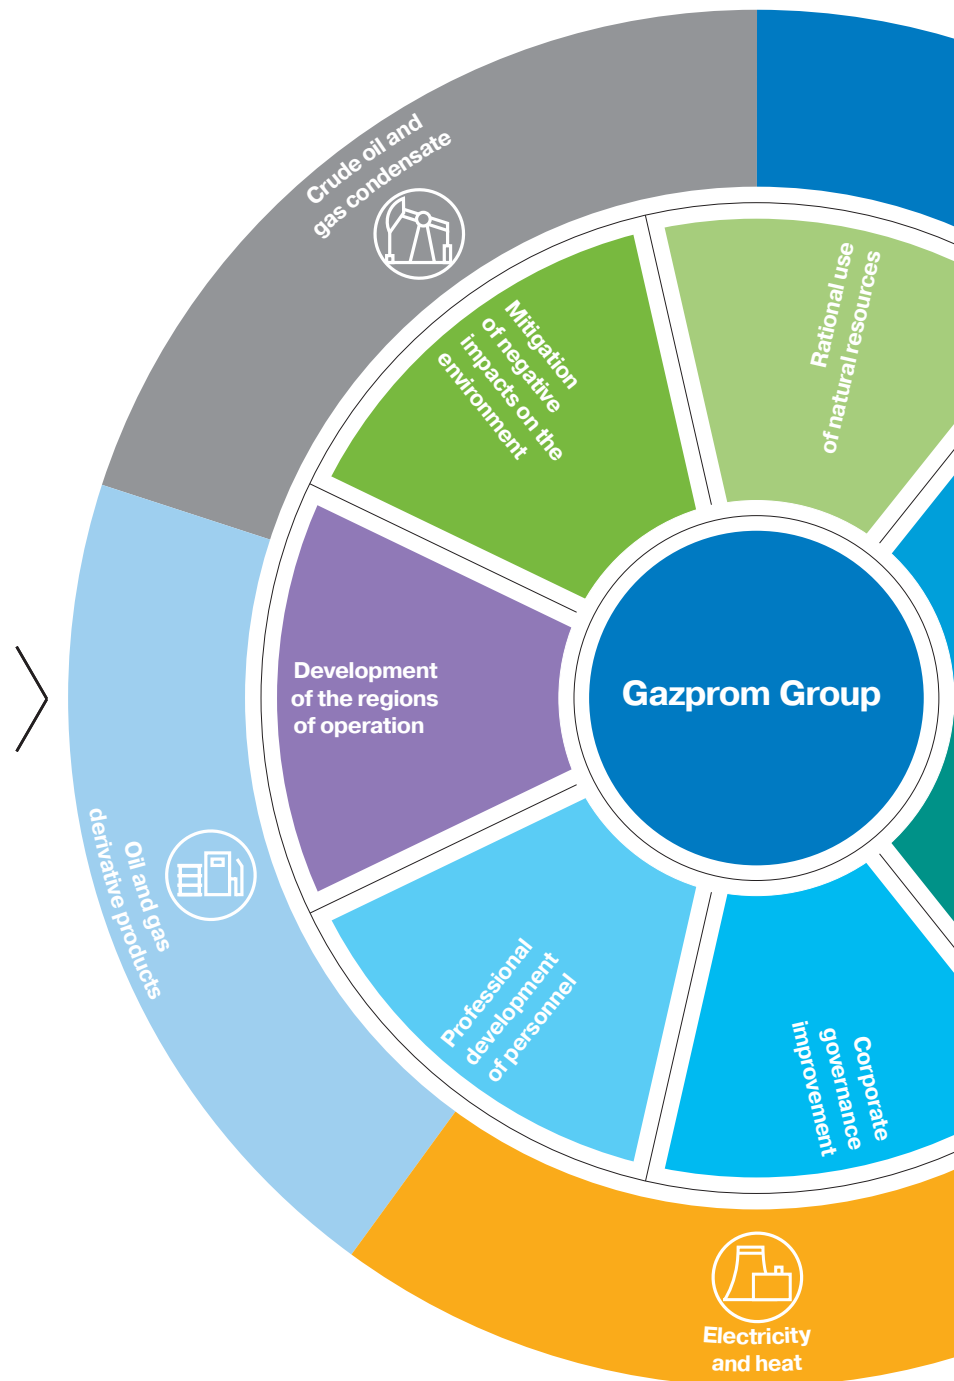 Crude oil and
gas condensate
Rational use
of natural resources
Mitigation
of negative
impacts on the
environment
Development
of the regions
of operation
Gazprom Group
Oil and gas
derivative products
Professional
development
of personnel
Corporate
governance
improvement
Electricity
and heat